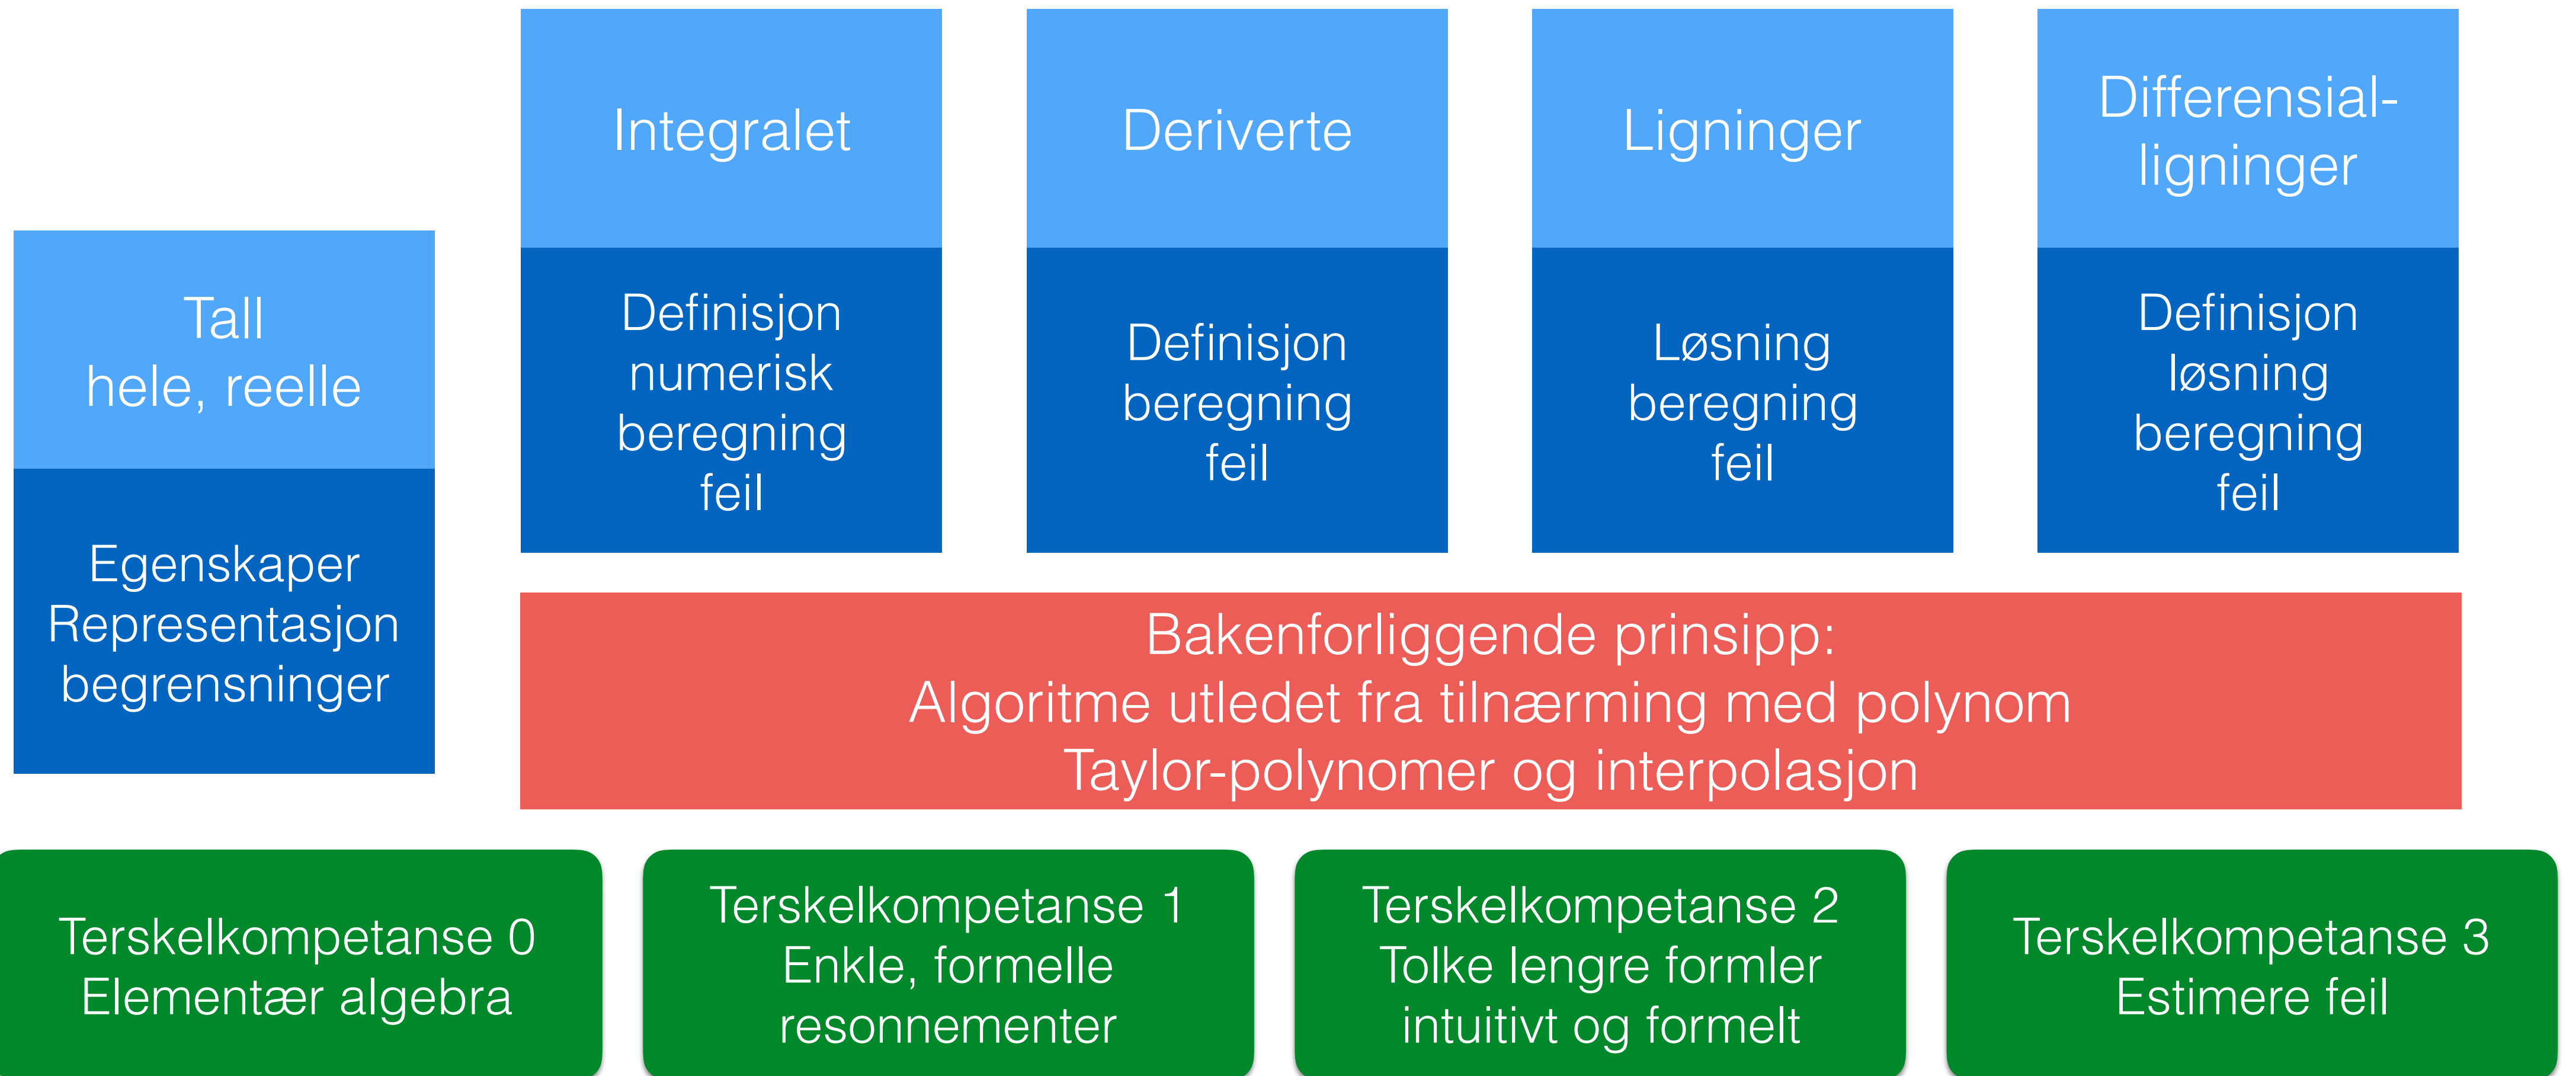 Tall
hele, reelle
Egenskaper
Representasjon
begrensninger
Integralet
Definisjon
numerisk
beregning
feil
Deriverte
Definisjon
beregning
feil
Ligninger
Løsning
beregning
feil
Differensial-
ligninger
Definisjon
løsning
beregning
feil
Bakenforliggende prinsipp:
Algoritme utledet fra tilnærming med polynom
Taylor-polynomer og interpolasjon
Terskelkompetanse 0
Elementær algebra
Terskelkompetanse 1
Enkle, formelle
resonnementer
Terskelkompetanse 2
Tolke lengre formler
intuitivt og formelt
Terskelkompetanse 3
Estimere feil